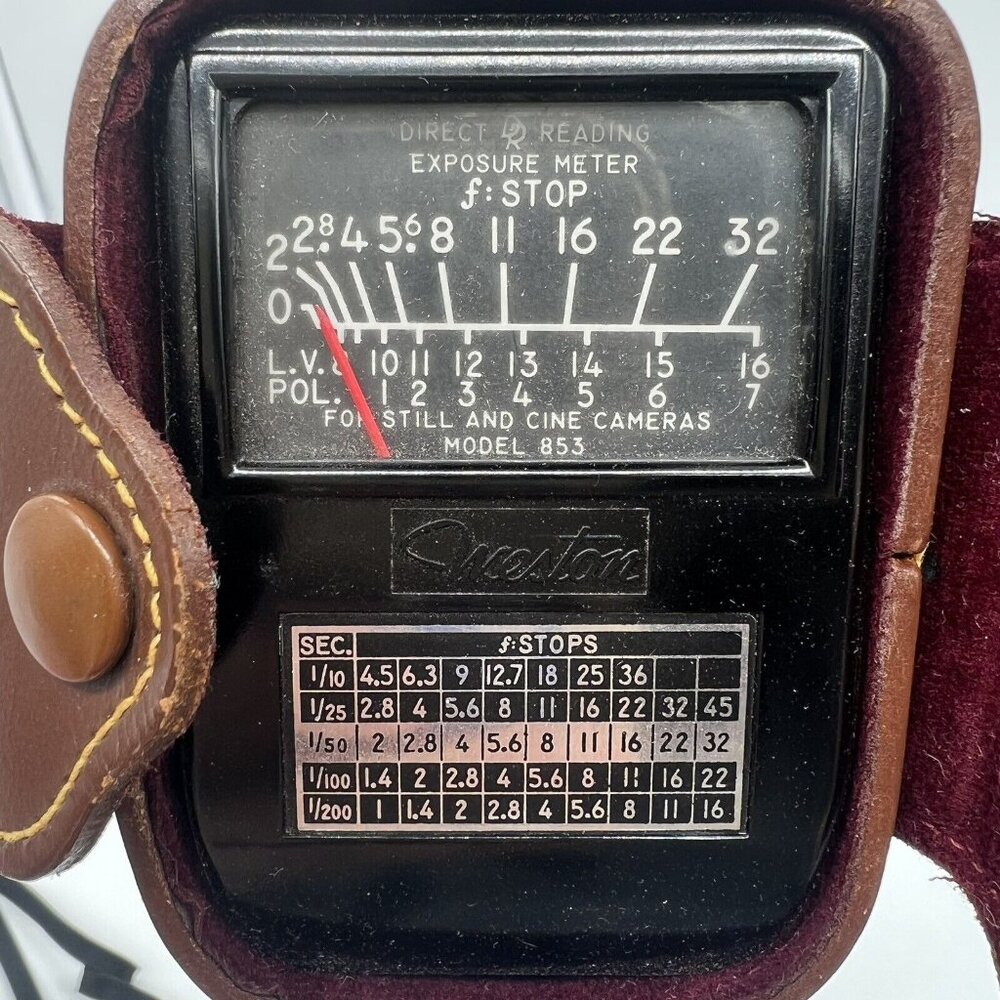 DIRECT DR READING
EXPOSURE METER
f: STOP
2 2.8 4 5.6 8 11 16 22 32
0
L.V. 8 10 11 12 13 14 15 16
POL. 1 2 3 4 5 6 7
FOR STILL AND CINE CAMERAS
MODEL 853
SEC. f:STOPS
1/10 4.5 6.3 9 12.7 18 25 36
1/25 2.8 4 5.6 8 11 16 22 32 45
1/50 2 2.8 4 5.6 8 11 16 22 32
1/100 1.4 2 2.8 4 5.6 8 11 16 22
1/200 1 1.4 2 2.8 4 5.6 8 11 16